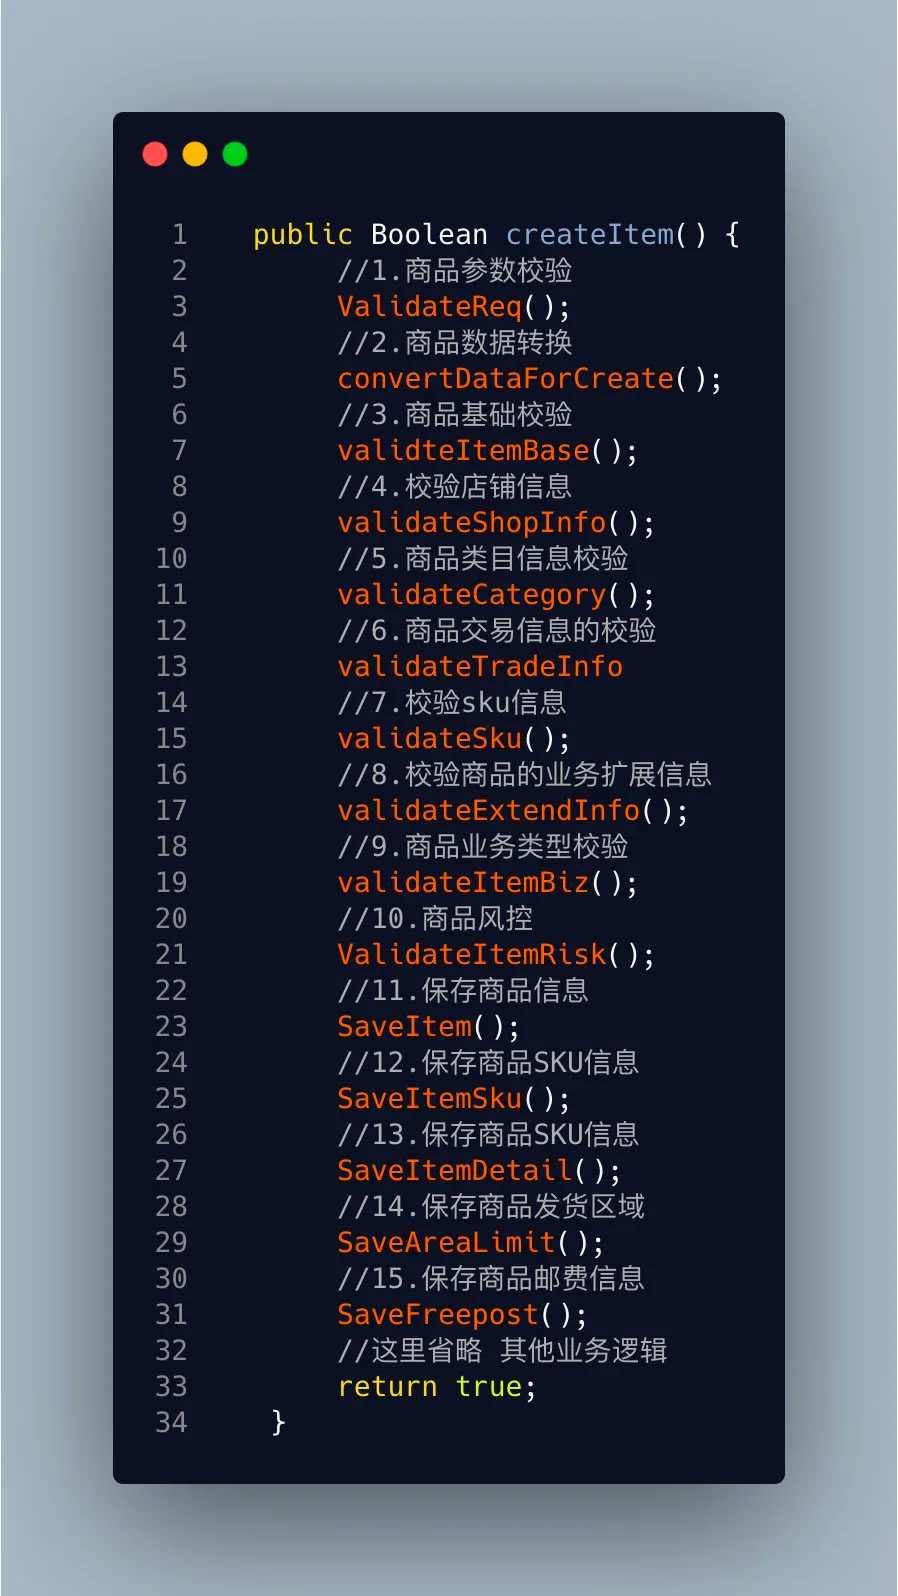 1 public Boolean createItem() {
2 //1.商品参数校验
3 ValidateReq();
4 //2.商品数据转换
5 convertDataForCreate();
6 //3.商品基础校验
7 validteItemBase();
8 //4.校验店铺信息
9 validateShopInfo();
10 //5.商品类目信息校验
11 validateCategory();
12 //6.商品交易信息的校验
13 validateTradeInfo
14 //7.校验sku信息
15 validateSku();
16 //8.校验商品的业务扩展信息
17 validateExtendInfo();
18 //9.商品业务类型校验
19 validateItemBiz();
20 //10.商品风控
21 ValidateItemRisk();
22 //11.保存商品信息
23 SaveItem();
24 //12.保存商品SKU信息
25 SaveItemSku();
26 //13.保存商品SKU信息
27 SaveItemDetail();
28 //14.保存商品发货区域
29 SaveAreaLimit();
30 //15.保存商品邮费信息
31 SaveFreepost();
32 //这里省略 其他业务逻辑
33 return true;
34 }